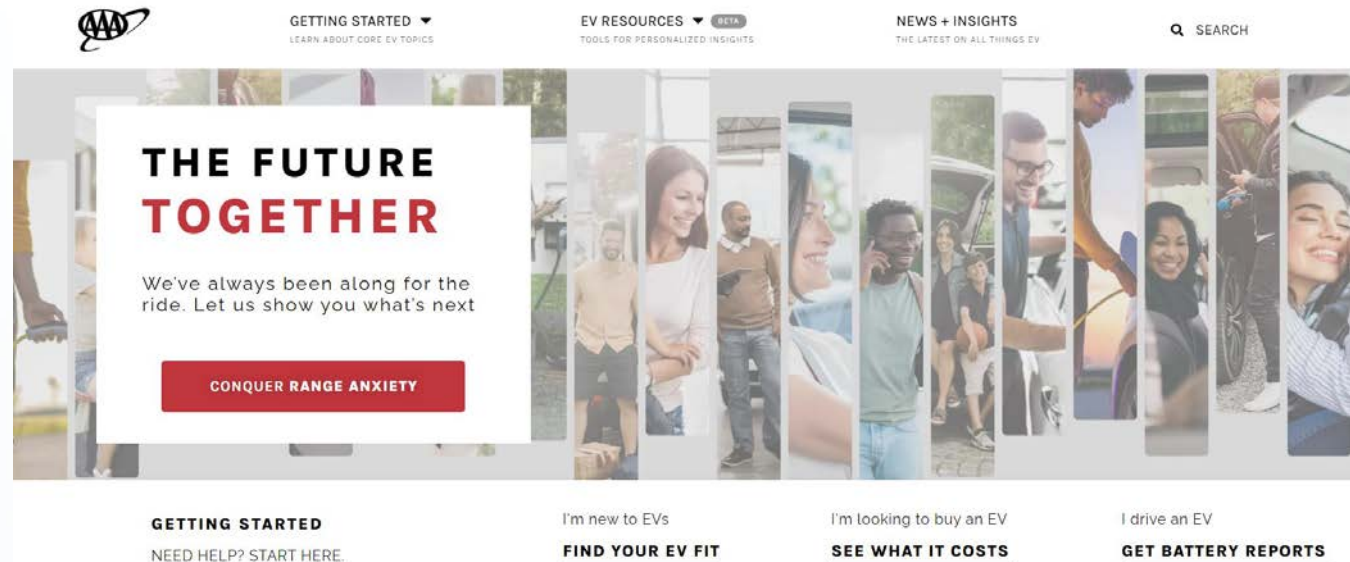 AAA
GETTING STARTED
LEARN ABOUT CORE EV TOPICS
EV RESOURCES BETA
TOOLS FOR PERSONALIZED INSIGHTS
NEWS + INSIGHTS
THE LATEST ON ALL THINGS EV
SEARCH
THE FUTURE
TOGETHER
We've always been along for the
ride. Let us show you what's next
CONQUER RANGE ANXIETY
GETTING STARTED
NEED HELP? START HERE.
I'm new to EVs
FIND YOUR EV FIT
I'm looking to buy an EV
SEE WHAT IT COSTS
I drive an EV
GET BATTERY REPORTS